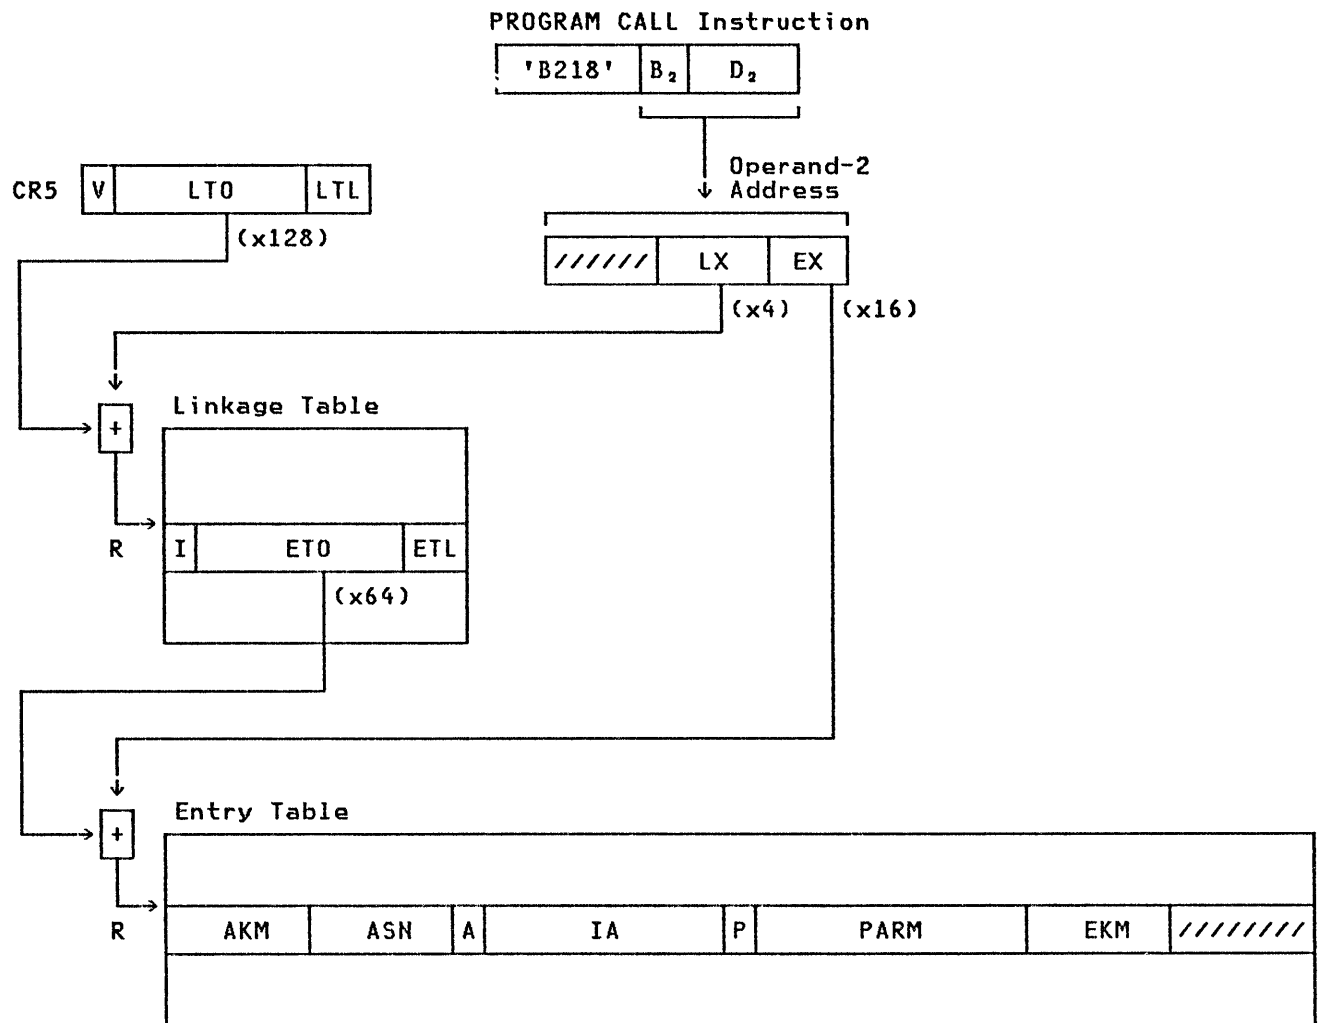 PROGRAM CALL Instruction
'B218' B₂ D₂
Operand-2
Address
CR5 V LTO LTL
(x128)
////// LX EX
(x4) (x16)
Linkage Table
+
R I ETO ETL
(x64)
Entry Table
+
R AKM ASN A IA P PARM EKM ////////